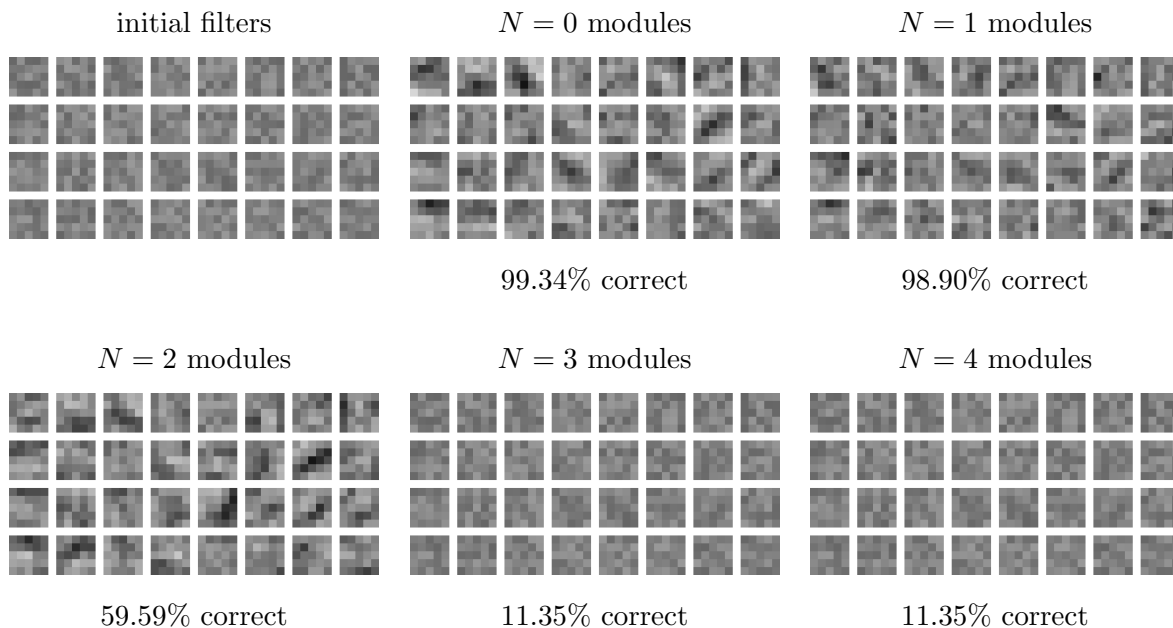 initial filters
N = 0 modules
N = 1 modules
99.34% correct
98.90% correct
N = 2 modules
N = 3 modules
N = 4 modules
59.59% correct
11.35% correct
11.35% correct